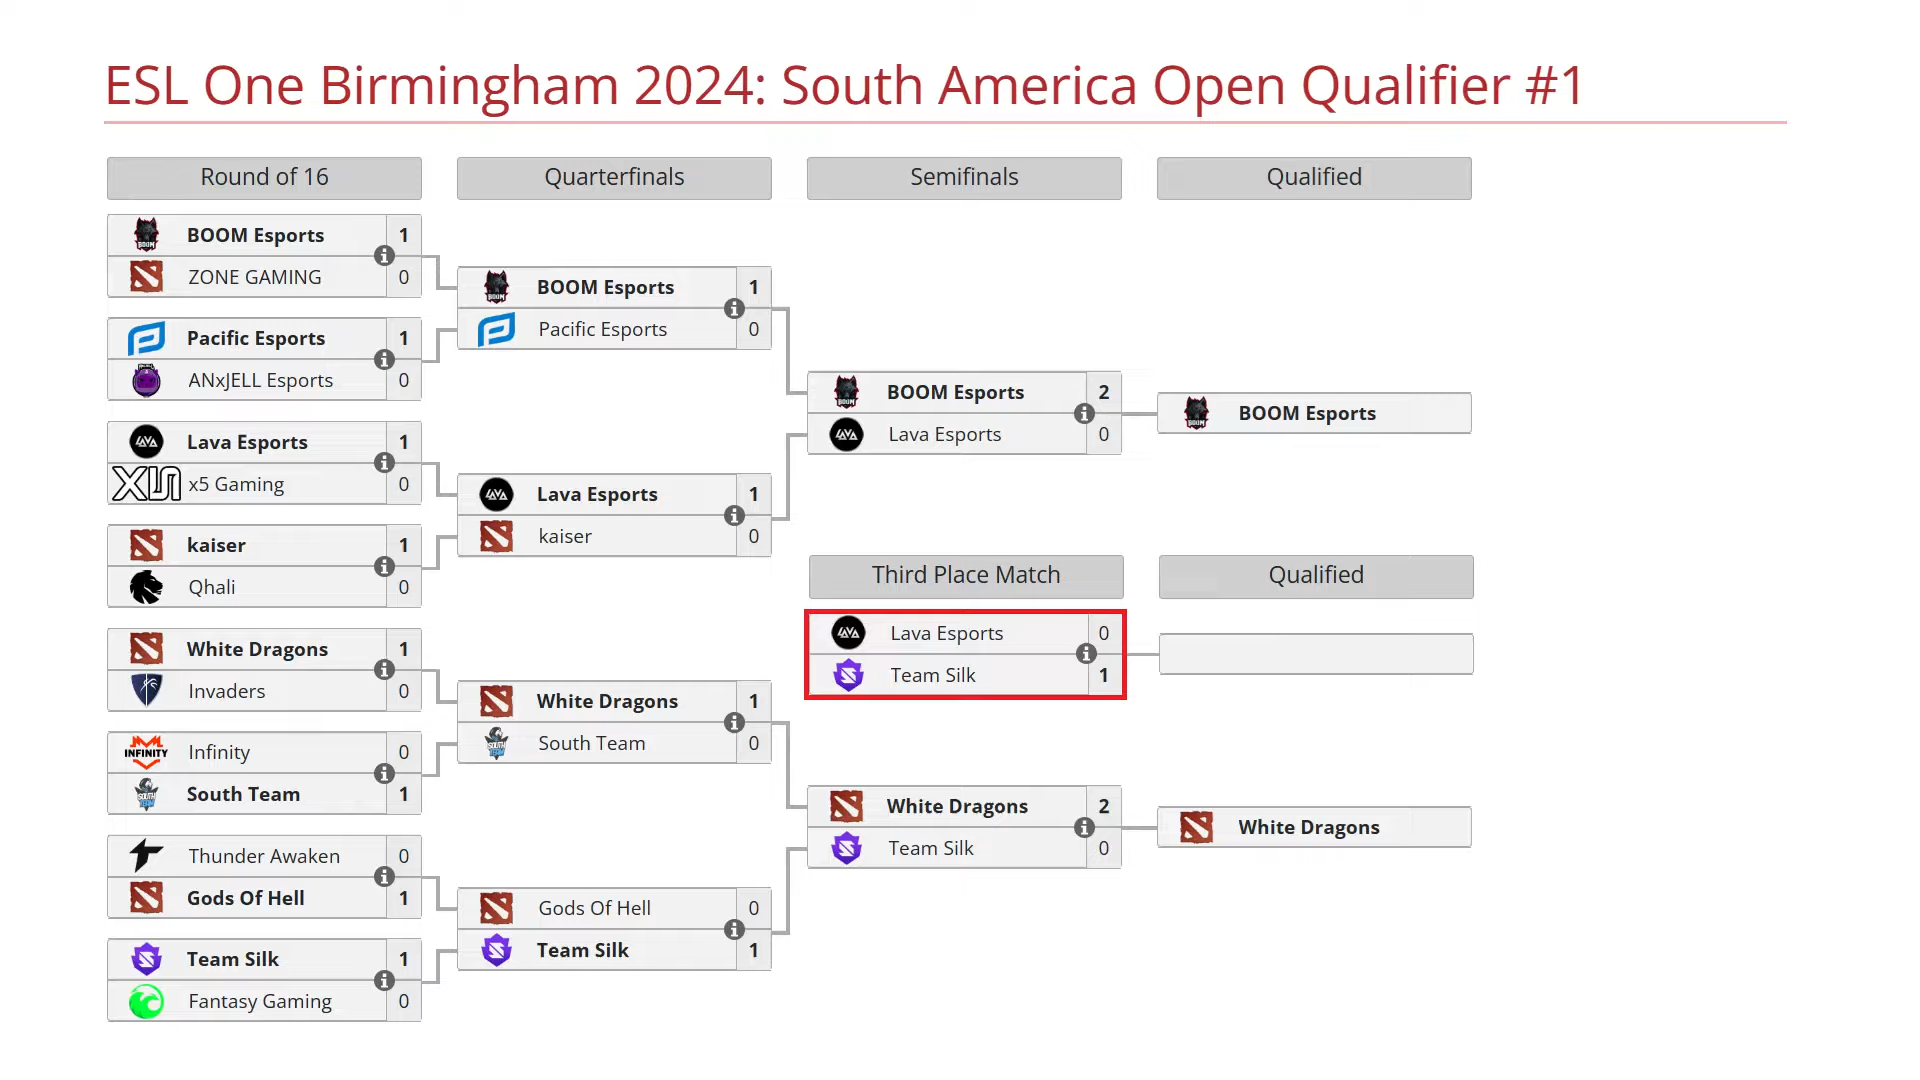 ESL One Birmingham 2024: South America Open Qualifier #1
Round of 16
Quarterfinals
Semifinals
Qualified
BOOM Esports 1
ZONE GAMING 0
Pacific Esports 1
ANxJELL Esports 0
Lava Esports 1
x5 Gaming 0
kaiser 1
Qhali 0
White Dragons 1
Invaders 0
INFINITY
Infinity 0
South Team 1
Thunder Awaken 0
Gods Of Hell 1
Team Silk 1
Fantasy Gaming 0
BOOM Esports 1
Pacific Esports 0
Lava Esports 1
kaiser 0
White Dragons 1
South Team 0
Gods Of Hell 0
Team Silk 1
BOOM Esports 2
Lava Esports 0
Third Place Match
Qualified
Lava Esports 0
Team Silk 1
White Dragons 2
Team Silk 0
BOOM Esports
White Dragons